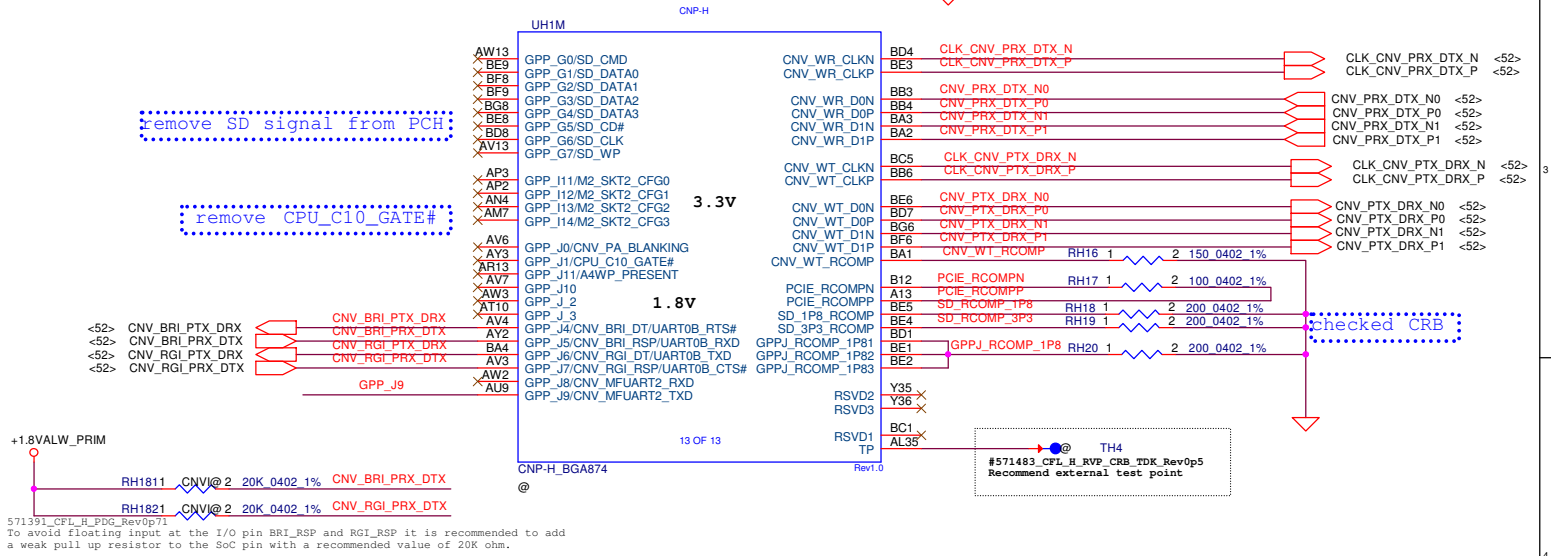 CNP-H
UH1M
AW13 GPP_G0/SD_CMD
BE9 GPP_G1/SD_DATA0
BF8 GPP_G2/SD_DATA1
BF9 GPP_G3/SD_DATA2
BG8 GPP_G4/SD_DATA3
BE8 GPP_G5/SD_CD#
BD8 GPP_G6/SD_CLK
AV13 GPP_G7/SD_WP
remove SD signal from PCH
AP3 GPP_I11/M2_SKT2_CFG0
AP2 GPP_I12/M2_SKT2_CFG1
AN4 GPP_I13/M2_SKT2_CFG2
AM7 GPP_I14/M2_SKT2_CFG3
remove CPU_C10_GATE#
3.3V
AV6 GPP_J0/CNV_PA_BLANKING
AY3 GPP_J1/CPU_C10_GATE#
AR13 GPP_J11/A4WP_PRESENT
AV7 GPP_J10
AW3 GPP_J_2
AT10 GPP_J_3
1.8V
<52> CNV_BRI_PTX_DRX CNV_BRI_PTX_DRX AV4 GPP_J4/CNV_BRI_DT/UART0B_RTS#
<52> CNV_BRI_PRX_DTX CNV_BRI_PRX_DTX AY2 GPP_J5/CNV_BRI_RSP/UART0B_RXD
<52> CNV_RGI_PTX_DRX CNV_RGI_PTX_DRX BA4 GPP_J6/CNV_RGI_DT/UART0B_TXD
<52> CNV_RGI_PRX_DTX CNV_RGI_PRX_DTX AV3 GPP_J7/CNV_RGI_RSP/UART0B_CTS#
AW2 GPP_J8/CNV_MFUART2_RXD
GPP_J9 AU9 GPP_J9/CNV_MFUART2_TXD
CNV_WR_CLKN BD4 CLK_CNV_PRX_DTX_N CLK_CNV_PRX_DTX_N <52>
CNV_WR_CLKP BE3 CLK_CNV_PRX_DTX_P CLK_CNV_PRX_DTX_P <52>
CNV_WR_D0N BB3 CNV_PRX_DTX_N0 CNV_PRX_DTX_N0 <52>
CNV_WR_D0P BB4 CNV_PRX_DTX_P0 CNV_PRX_DTX_P0 <52>
CNV_WR_D1N BA3 CNV_PRX_DTX_N1 CNV_PRX_DTX_N1 <52>
CNV_WR_D1P BA2 CNV_PRX_DTX_P1 CNV_PRX_DTX_P1 <52>
CNV_WT_CLKN BC5 CLK_CNV_PTX_DRX_N CLK_CNV_PTX_DRX_N <52>
CNV_WT_CLKP BB6 CLK_CNV_PTX_DRX_P CLK_CNV_PTX_DRX_P <52>
CNV_WT_D0N BE6 CNV_PTX_DRX_N0 CNV_PTX_DRX_N0 <52>
CNV_WT_D0P BD7 CNV_PTX_DRX_P0 CNV_PTX_DRX_P0 <52>
CNV_WT_D1N BG6 CNV_PTX_DRX_N1 CNV_PTX_DRX_N1 <52>
CNV_WT_D1P BF6 CNV_PTX_DRX_P1 CNV_PTX_DRX_P1 <52>
CNV_WT_RCOMP BA1 CNV_WT_RCOMP RH16 1 2 150_0402_1%
PCIE_RCOMPN B12 PCIE_RCOMPN RH17 1 2 100_0402_1%
PCIE_RCOMPP A13 PCIE_RCOMPP
SD_1P8_RCOMP BE5 SD_RCOMP_1P8 RH18 1 2 200_0402_1%
SD_3P3_RCOMP BE4 SD_RCOMP_3P3 RH19 1 2 200_0402_1%
checked CRB
GPPJ_RCOMP_1P81 BD1
GPPJ_RCOMP_1P82 BE1 GPPJ_RCOMP_1P8 RH20 1 2 200_0402_1%
GPPJ_RCOMP_1P83 BE2
RSVD2 Y35
RSVD3 Y36
RSVD1 BC1
TP AL35
@ TH4
#571483_CFL_H_RVP_CRB_TDK_Rev0p5
Recommend external test point
13 OF 13
CNP-H_BGA874 Rev1.0
@
+1.8VALW_PRIM
RH181 1 CNVI@ 2 20K_0402_1% CNV_BRI_PRX_DTX
RH182 1 CNVI@ 2 20K_0402_1% CNV_RGI_PRX_DTX
571391_CFL_H_PDG_Rev0p71
To avoid floating input at the I/O pin BRI_RSP and RGI_RSP it is recommended to add
a weak pull up resistor to the SoC pin with a recommended value of 20K ohm.
3
4